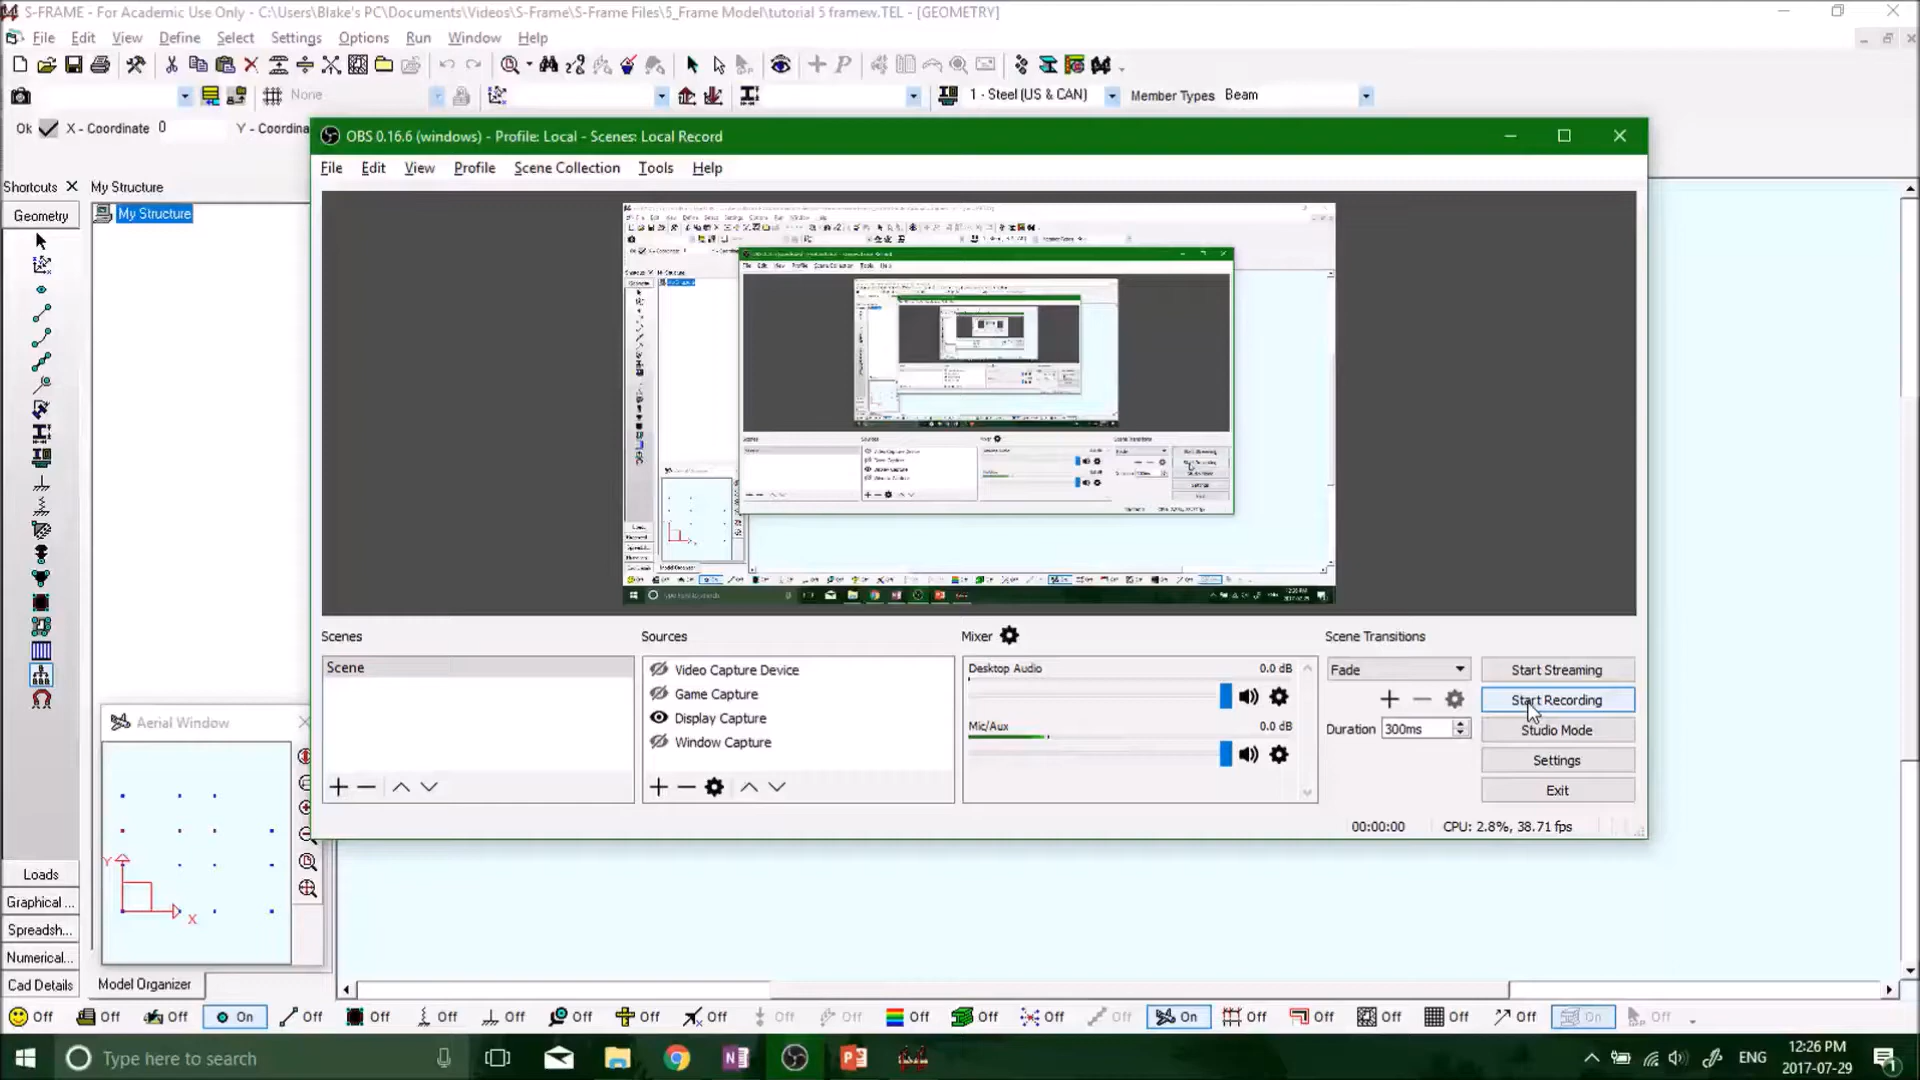 S-FRAME - For Academic Use Only - C:\Users\Blake's PC\Documents\Videos\S-Frame\S-Frame Files\5_Frame Model\tutorial 5 framew.TEL - [GEOMETRY]
File Edit View Define Select Settings Options Run Window Help
None
1 - Steel (US & CAN)
Member Types Beam
Ok X - Coordinate 0 Y - Coordina
OBS 0.16.6 (windows) - Profile: Local - Scenes: Local Record
File Edit View Profile Scene Collection Tools Help
Shortcuts My Structure
Geometry
My Structure
Scenes
Sources
Mixer
Scene Transitions
Scene
Video Capture Device
Game Capture
Display Capture
Window Capture
Desktop Audio 0.0 dB
Mic/Aux 0.0 dB
Fade
Duration 300ms
Start Streaming
Start Recording
Studio Mode
Settings
Exit
00:00:00 CPU: 2.8%, 38.71 fps
Aerial Window
Y
X
Loads
Graphical ...
Spreadsh...
Numerical...
Cad Details
Model Organizer
Off Off Off On Off Off Off Off Off Off Off Off Off Off Off Off Off On Off Off Off Off Off On Off
Type here to search
ENG
12:26 PM
2017-07-29
1